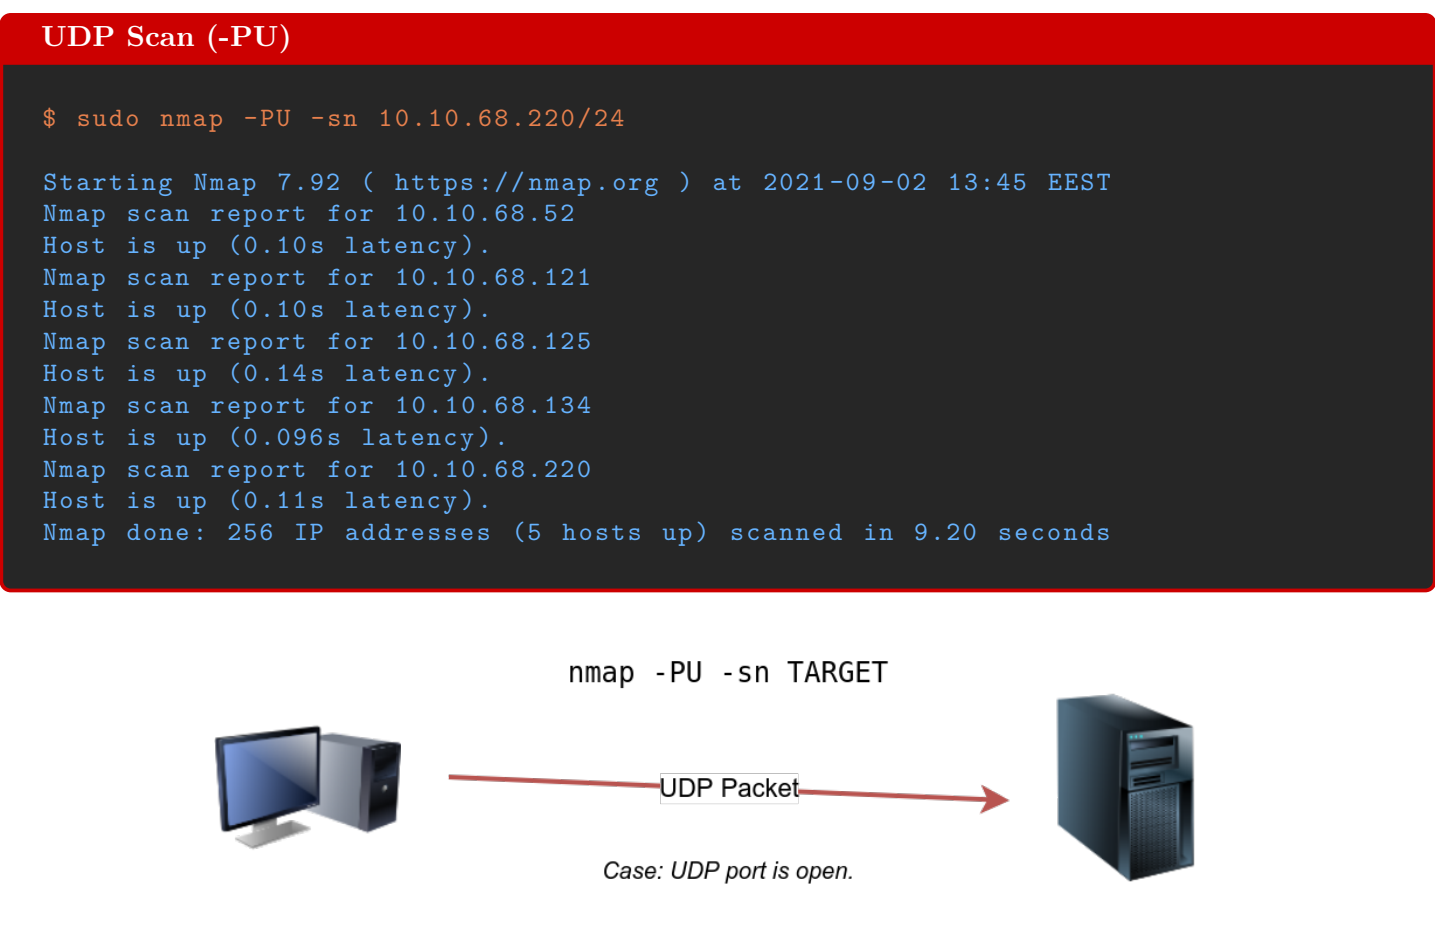 UDP Scan (-PU)
$ sudo nmap -PU -sn 10.10.68.220/24
Starting Nmap 7.92 ( https://nmap.org ) at 2021-09-02 13:45 EEST
Nmap scan report for 10.10.68.52
Host is up (0.10s latency).
Nmap scan report for 10.10.68.121
Host is up (0.10s latency).
Nmap scan report for 10.10.68.125
Host is up (0.14s latency).
Nmap scan report for 10.10.68.134
Host is up (0.096s latency).
Nmap scan report for 10.10.68.220
Host is up (0.11s latency).
Nmap done: 256 IP addresses (5 hosts up) scanned in 9.20 seconds
nmap -PU -sn TARGET
UDP Packet
Case: UDP port is open.